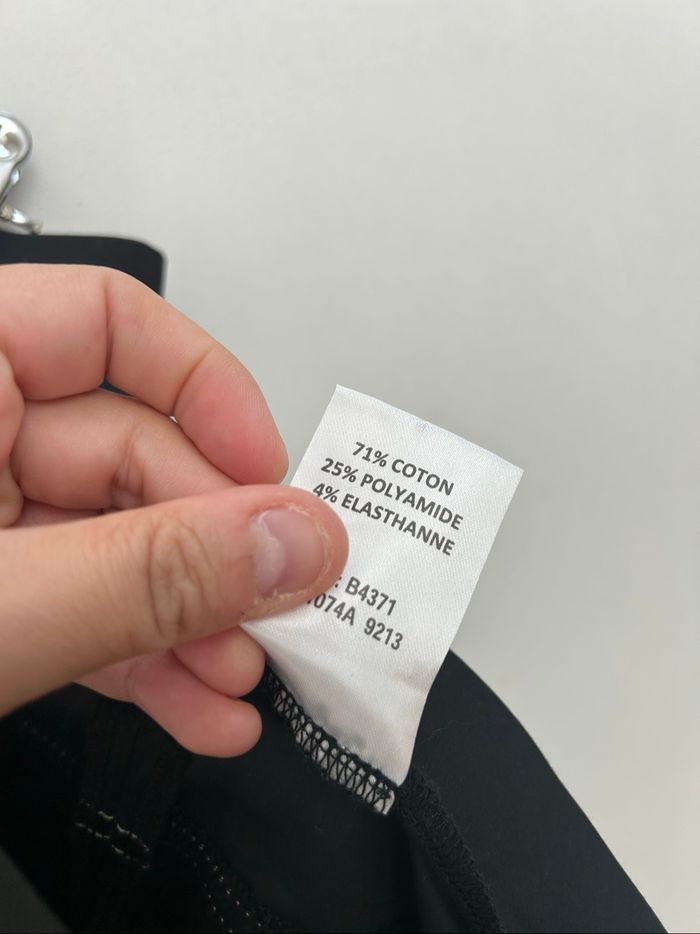 71% COTON
25% POLYAMIDE
4% ELASTHANNE
: B4371
074A 9213